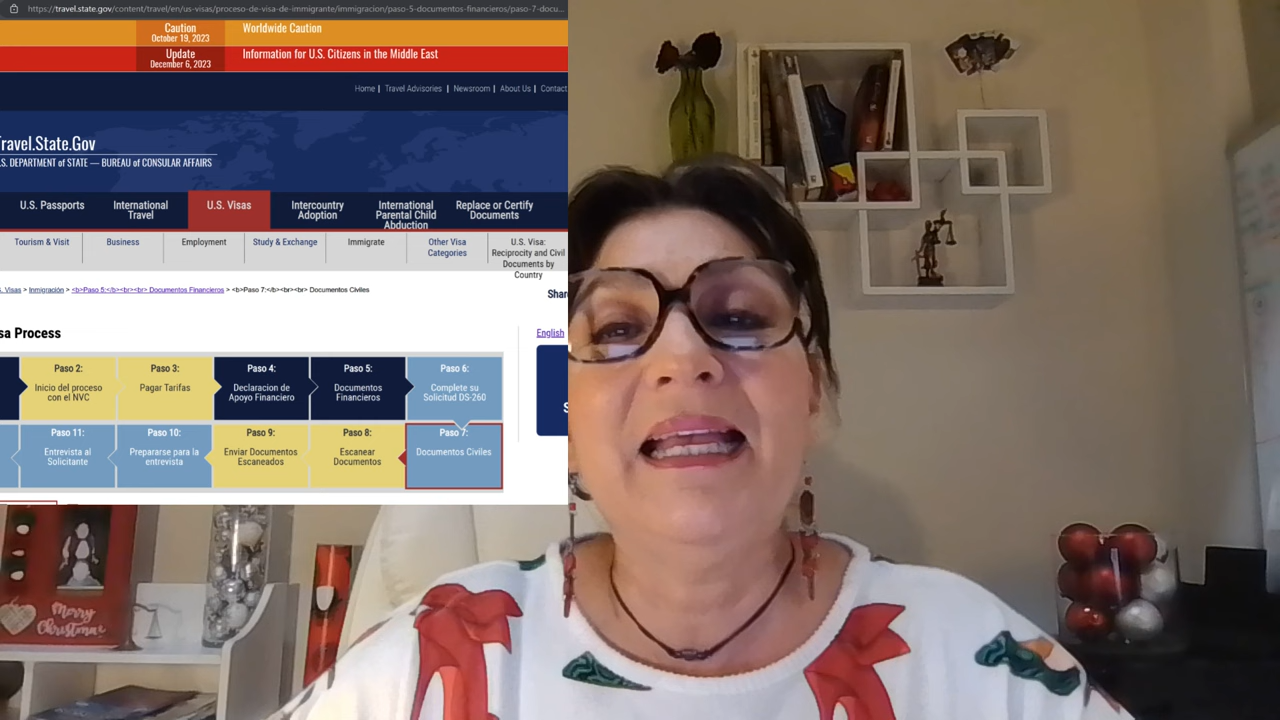 https://travel.state.gov/content/travel/en/us-visas/proceso-de-visa-de-immigrante/immigracion/paso-5-documentos-financieros/paso-7-docu...
Caution
October 19, 2023
Worldwide Caution
Update
December 6, 2023
Information for U.S. Citizens in the Middle East
Home | Travel Advisories | Newsroom | About Us | Contact
Travel.State.Gov
U.S. DEPARTMENT of STATE — BUREAU of CONSULAR AFFAIRS
U.S. Passports
International
Travel
U.S. Visas
Intercountry
Adoption
International
Parental Child
Abduction
Replace or Certify
Documents
Tourism & Visit
Business
Employment
Study & Exchange
Immigrate
Other Visa
Categories
U.S. Visa:
Reciprocity and Civil
Documents by
Country
. Visas > Inmigración > <b>Paso 5:</b><br><br> Documentos Financieros > <b>Paso 7:</b><br><br> Documentos Civiles
Share
sa Process
English
Paso 2:
Inicio del proceso
con el NVC
Paso 3:
Pagar Tarifas
Paso 4:
Declaracion de
Apoyo Financiero
Paso 5:
Documentos
Financieros
Paso 6:
Complete su
Solicitud DS-260
S
Paso 11:
Entrevista al
Solicitante
Paso 10:
Prepararse para la
entrevista
Paso 9:
Enviar Documentos
Escaneados
Paso 8:
Escanear
Documentos
Paso 7:
Documentos Civiles
Merry
Christmas